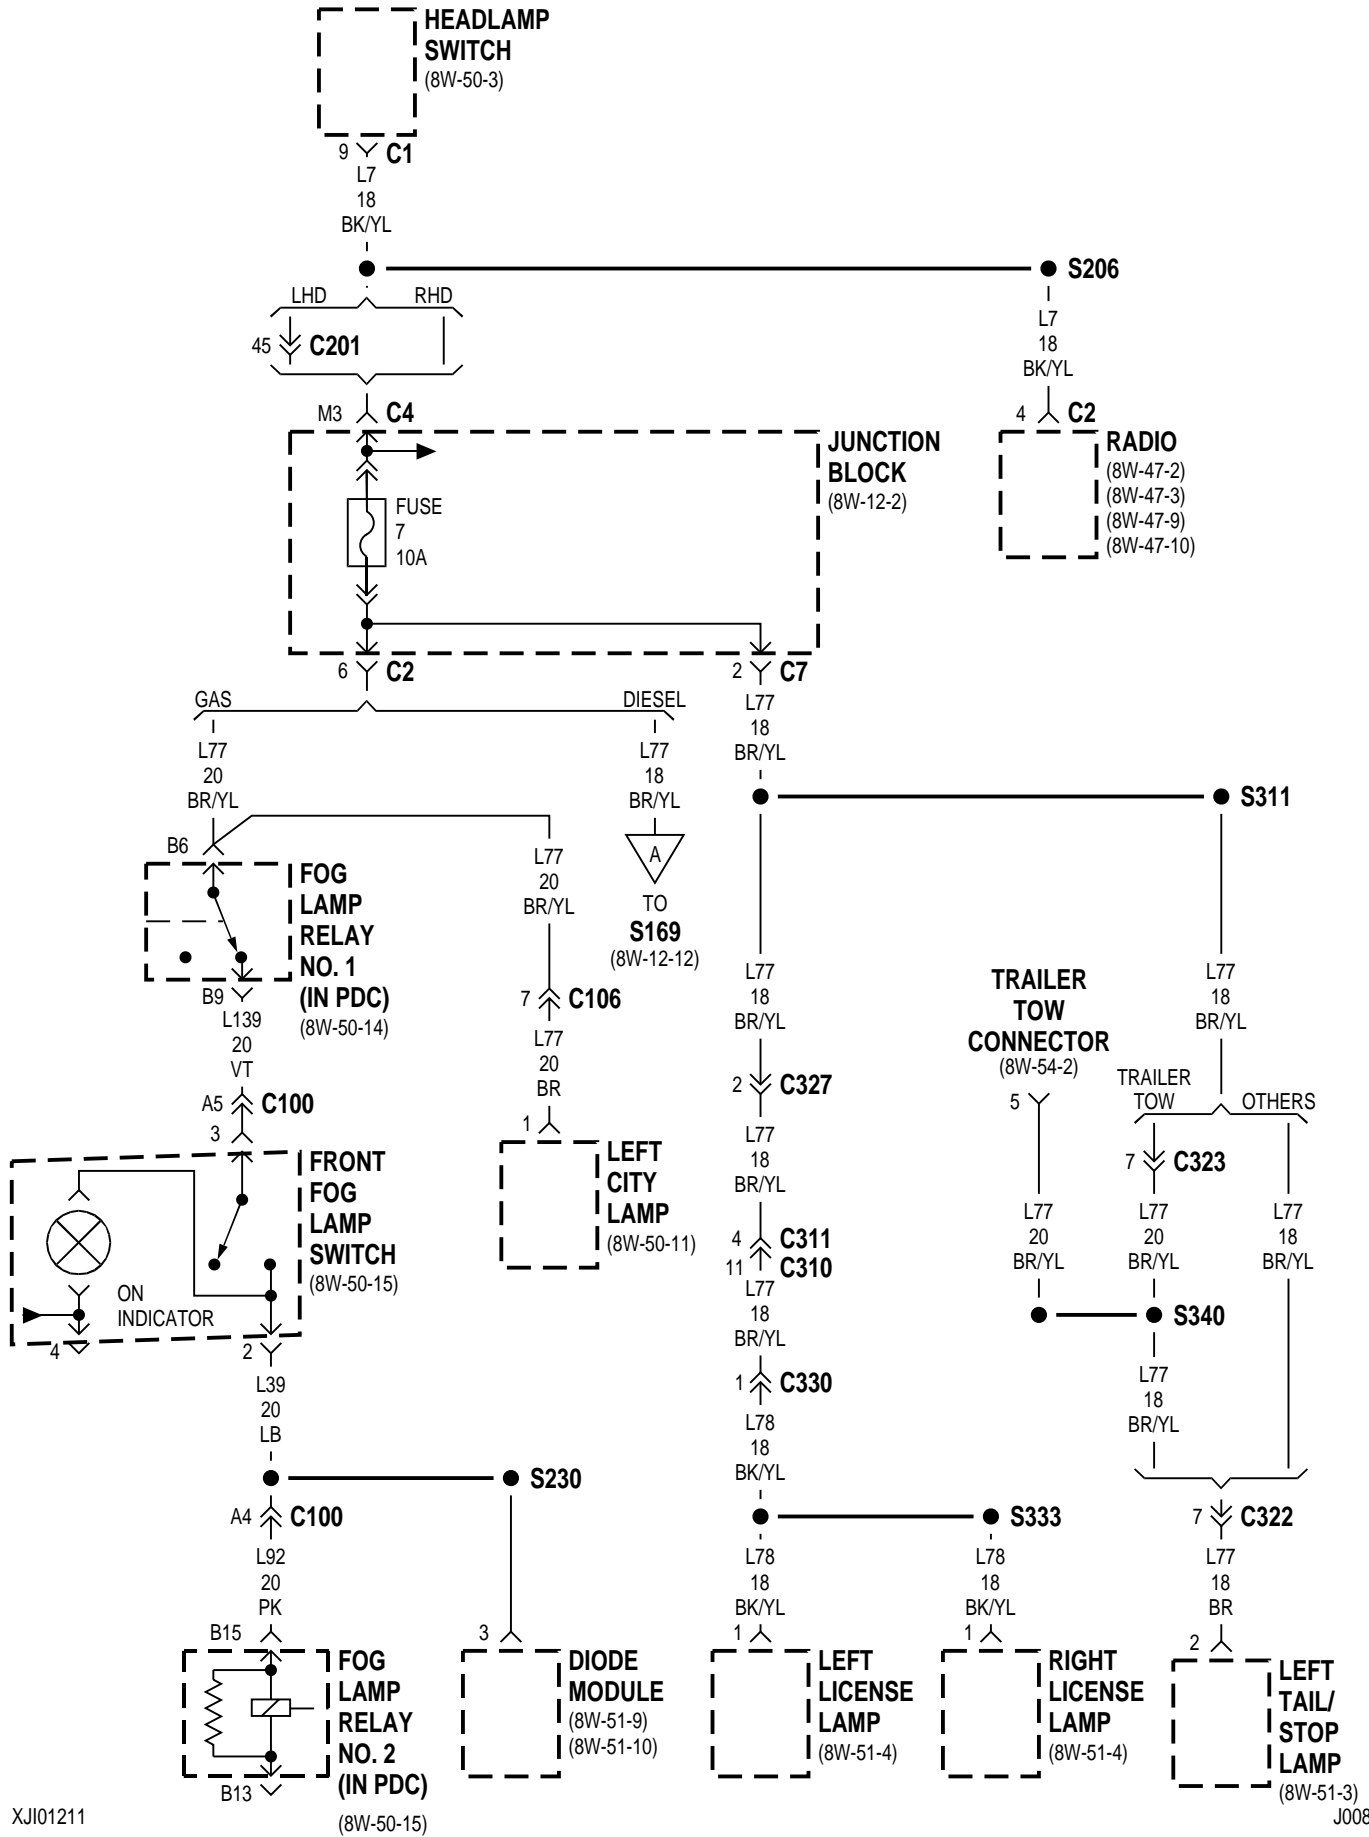 HEADLAMP
SWITCH
(8W-50-3)
9
C1
L7
18
BK/YL
S206
LHD
RHD
45
C201
L7
18
BK/YL
M3
C4
4
C2
JUNCTION
BLOCK
(8W-12-2)
RADIO
(8W-47-2)
(8W-47-3)
(8W-47-9)
(8W-47-10)
FUSE
7
10A
6
C2
2
C7
GAS
DIESEL
L77
20
BR/YL
L77
18
BR/YL
L77
18
BR/YL
S311
A
TO
S169
(8W-12-12)
B6
FOG
LAMP
RELAY
NO. 1
(IN PDC)
(8W-50-14)
L77
20
BR/YL
7
C106
L77
20
BR
1
LEFT
CITY
LAMP
(8W-50-11)
B9
L139
20
VT
A5
C100
3
FRONT
FOG
LAMP
SWITCH
(8W-50-15)
ON
INDICATOR
4
2
L39
20
LB
S230
A4
C100
L92
20
PK
B15
FOG
LAMP
RELAY
NO. 2
(IN PDC)
(8W-50-15)
B13
3
DIODE
MODULE
(8W-51-9)
(8W-51-10)
L77
18
BR/YL
2
C327
L77
18
BR/YL
4
C311
11
C310
L77
18
BR/YL
1
C330
L78
18
BK/YL
S333
L78
18
BK/YL
1
LEFT
LICENSE
LAMP
(8W-51-4)
L78
18
BK/YL
1
RIGHT
LICENSE
LAMP
(8W-51-4)
TRAILER
TOW
CONNECTOR
(8W-54-2)
5
L77
20
BR/YL
L77
18
BR/YL
TRAILER
TOW
OTHERS
7
C323
L77
20
BR/YL
L77
18
BR/YL
S340
L77
18
BR/YL
7
C322
L77
18
BR
2
LEFT
TAIL/
STOP
LAMP
(8W-51-3)
XJI01211
J008